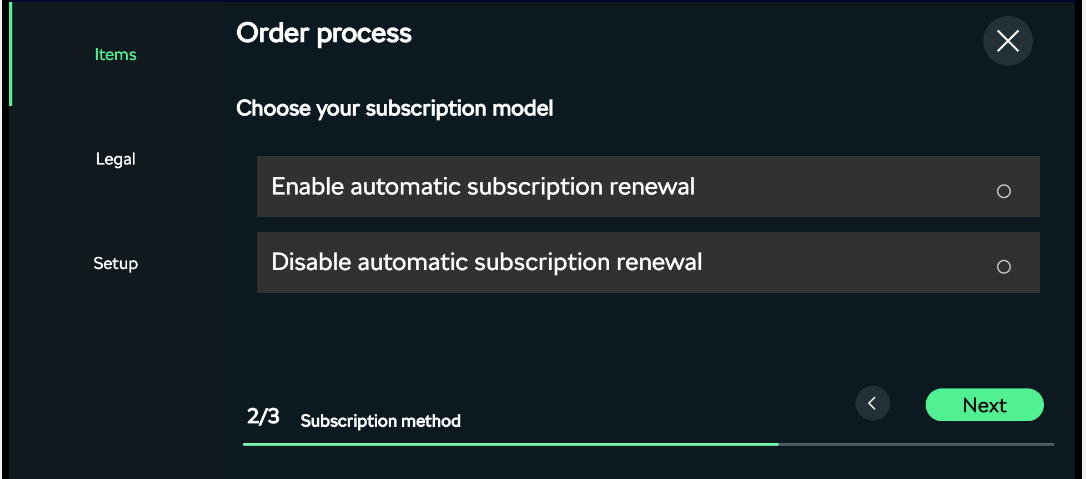 Order process
Items
Choose your subscription model
Legal
Enable automatic subscription renewal
Setup
Disable automatic subscription renewal
2/3 Subscription method
Next